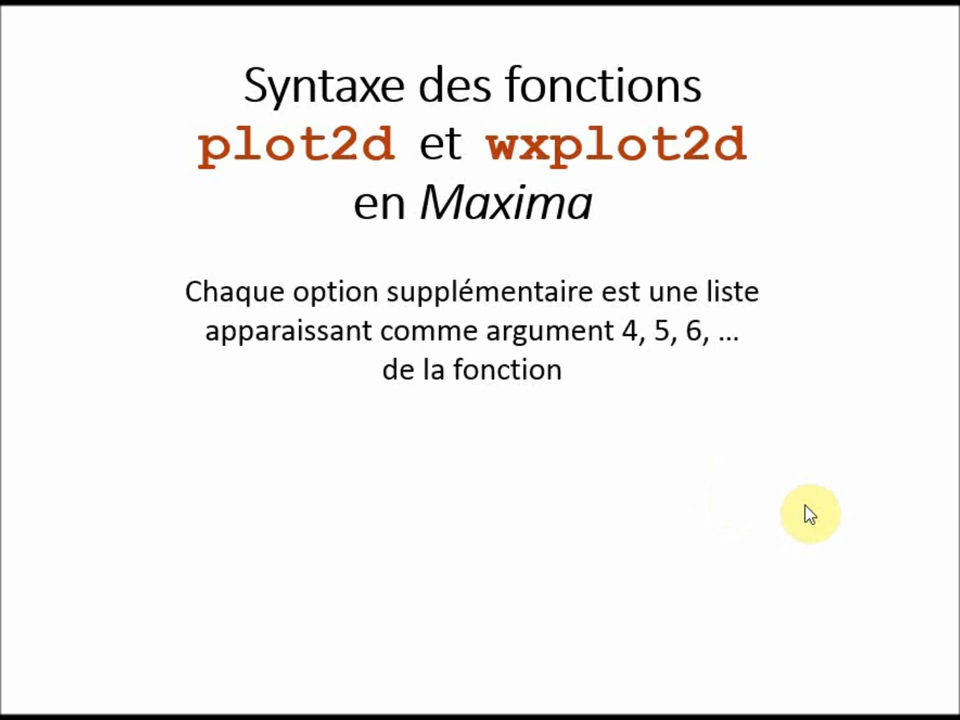 Syntaxe des fonctions
plot2d et wxplot2d
en Maxima
Chaque option supplémentaire est une liste
apparaissant comme argument 4, 5, 6, …
de la fonction